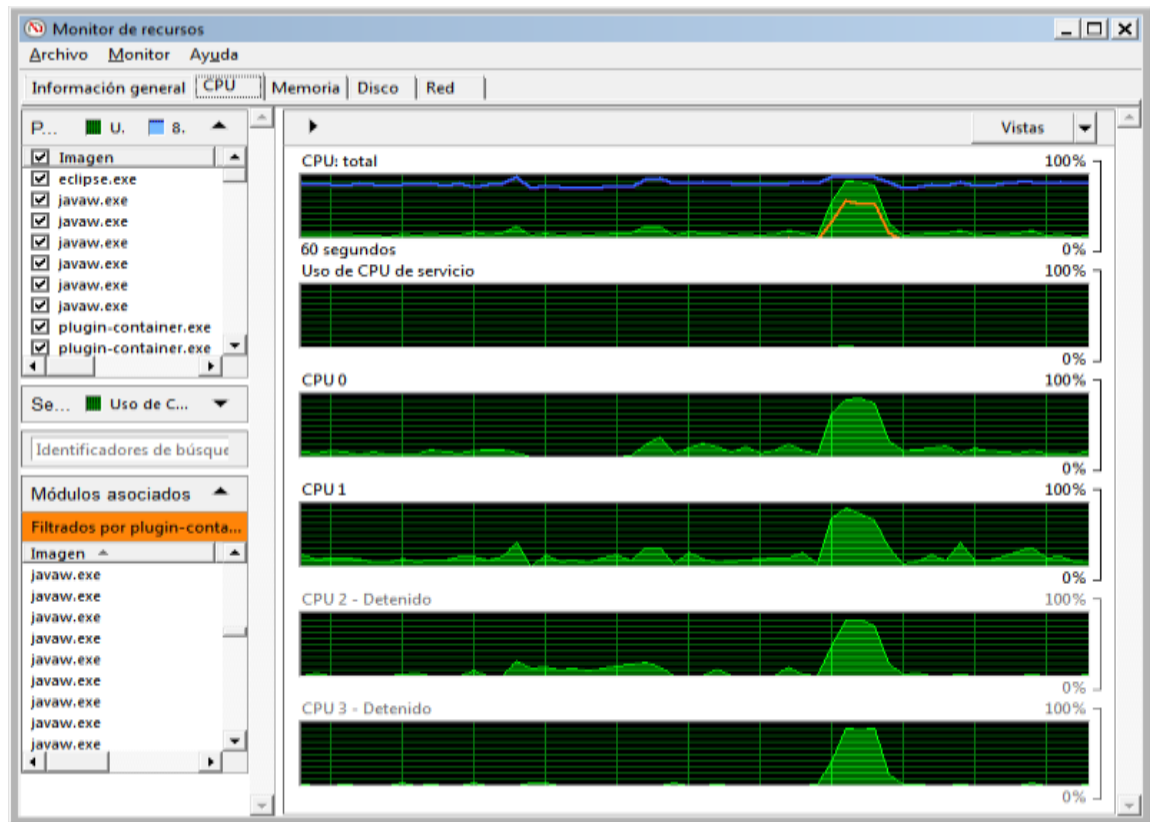 Monitor de recursos
Archivo Monitor Ayuda
Información general CPU Memoria Disco Red
P... U. 8.
Imagen
eclipse.exe
javaw.exe
javaw.exe
javaw.exe
javaw.exe
javaw.exe
javaw.exe
plugin-container.exe
plugin-container.exe
Se... Uso de C...
Identificadores de búsque
Módulos asociados
Filtrados por plugin-conta...
Imagen
javaw.exe
javaw.exe
javaw.exe
javaw.exe
javaw.exe
javaw.exe
javaw.exe
javaw.exe
javaw.exe
Vistas
CPU: total 100%
60 segundos 0%
Uso de CPU de servicio 100%
0%
CPU 0 100%
0%
CPU 1 100%
0%
CPU 2 - Detenido 100%
0%
CPU 3 - Detenido 100%
0%